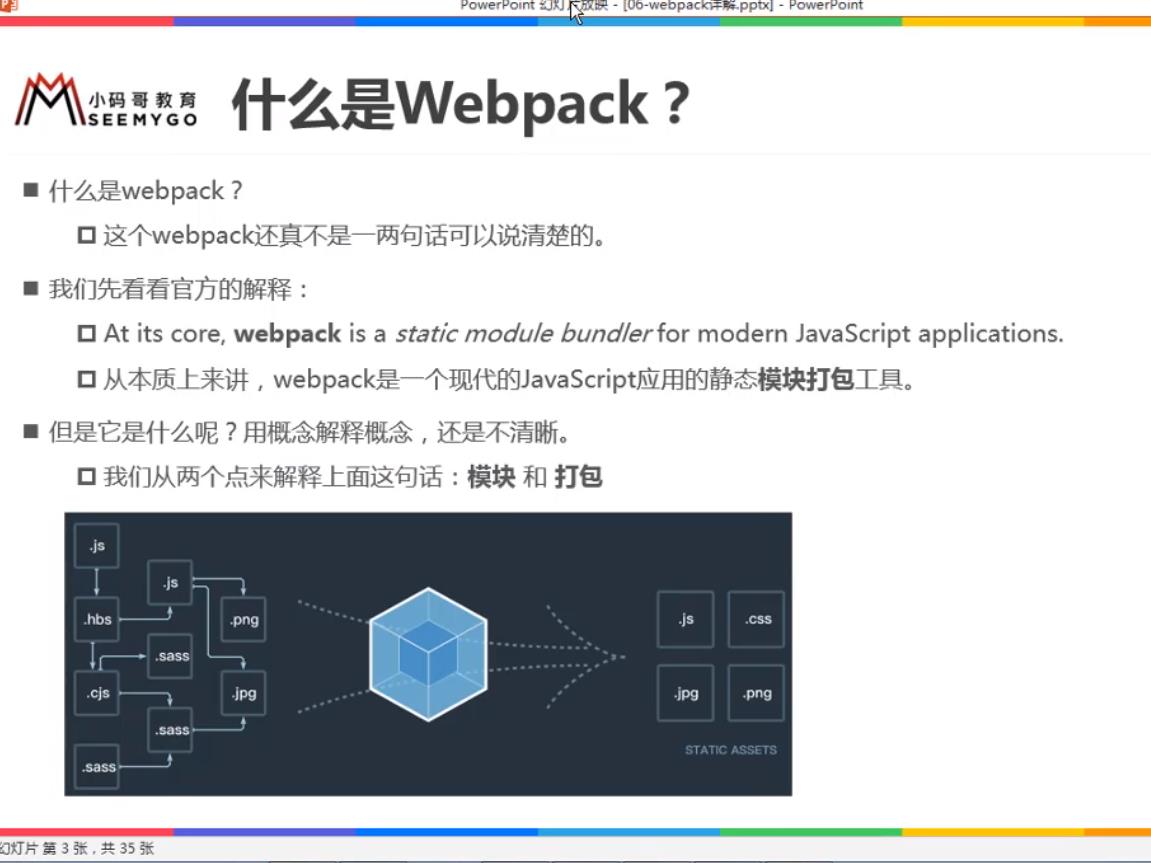 PowerPoint 幻灯片放映 - [06-webpack详解.pptx] - PowerPoint
小码哥教育
SEEMYGO
什么是Webpack？
什么是webpack？
这个webpack还真不是一两句话可以说清楚的。
我们先看看官方的解释：
At its core, webpack is a static module bundler for modern JavaScript applications.
从本质上来讲，webpack是一个现代的JavaScript应用的静态模块打包工具。
但是它是什么呢？用概念解释概念，还是不清晰。
我们从两个点来解释上面这句话：模块 和 打包
.js
.js
.hbs
.png
.js
.css
.sass
.cjs
.jpg
.jpg
.png
.sass
STATIC ASSETS
.sass
幻灯片 第 3 张，共 35 张